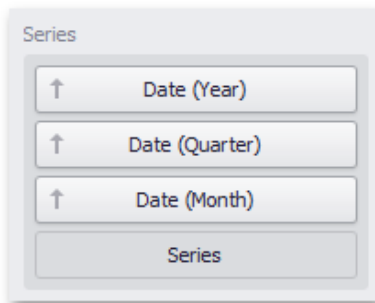 Series
Date (Year)
Date (Quarter)
Date (Month)
Series